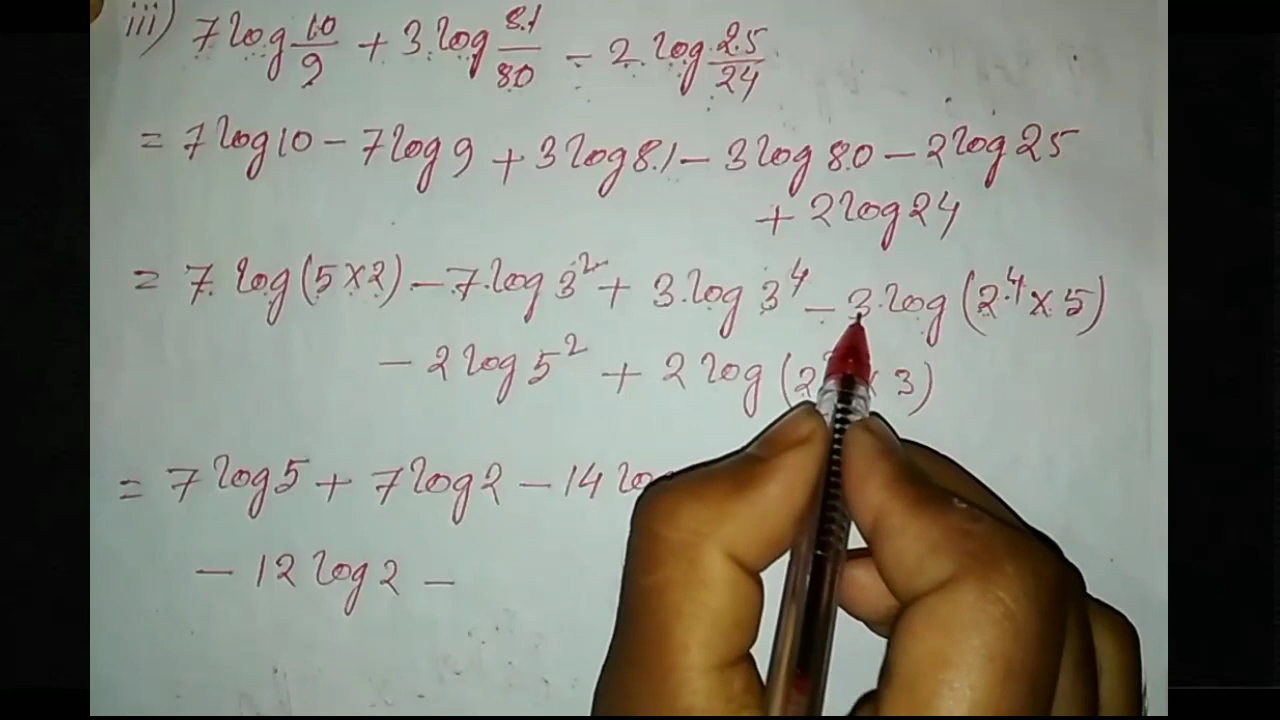 iii) 7 log 10/9 + 3 log 81/80 - 2 log 25/24
= 7 log 10 - 7 log 9 + 3 log 81 - 3 log 80 - 2 log 25
+ 2 log 24
= 7 log (5×2) - 7 log 3² + 3 log 3⁴ - 3 log (2⁴ × 5)
- 2 log 5² + 2 log (2 × 3)
= 7 log 5 + 7 log 2 - 14
- 12 log 2 -